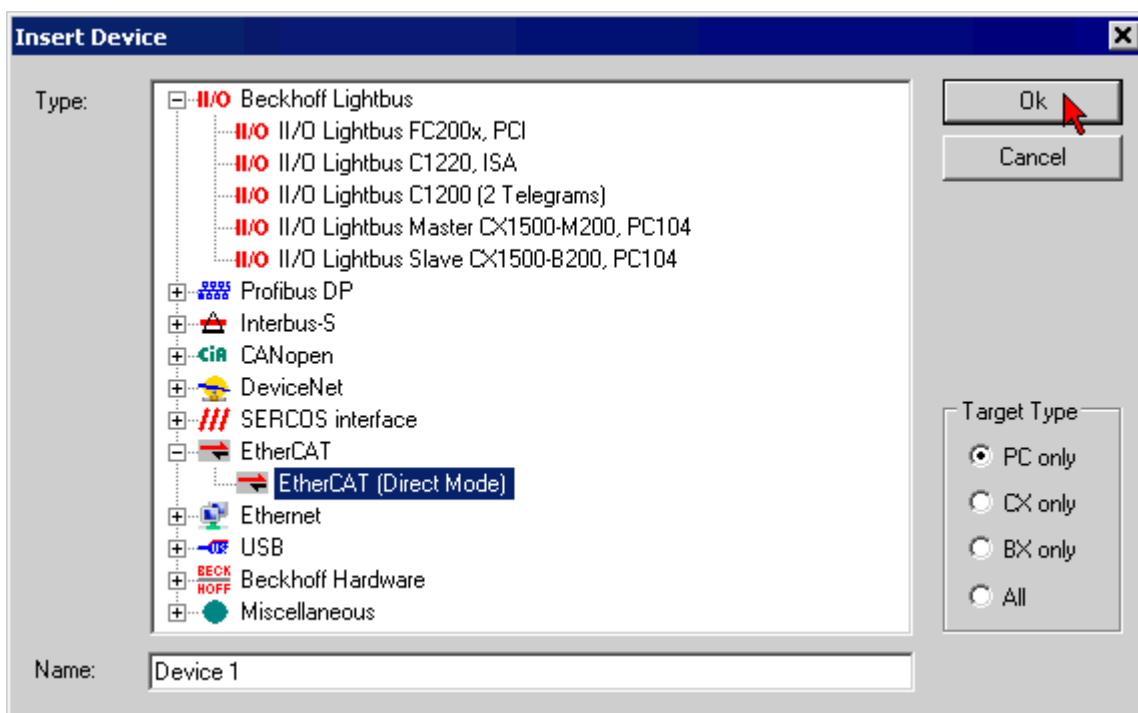 Insert Device
Type:
II/O Beckhoff Lightbus
II/O II/O Lightbus FC200x, PCI
II/O II/O Lightbus C1220, ISA
II/O II/O Lightbus C1200 (2 Telegrams)
II/O II/O Lightbus Master CX1500-M200, PC104
II/O II/O Lightbus Slave CX1500-B200, PC104
Profibus DP
Interbus-S
CiA CANopen
DeviceNet
SERCOS interface
EtherCAT
EtherCAT (Direct Mode)
Ethernet
USB
BECK
HOFF
Beckhoff Hardware
Miscellaneous
Name:
Device 1
Ok
Cancel
Target Type
PC only
CX only
BX only
All